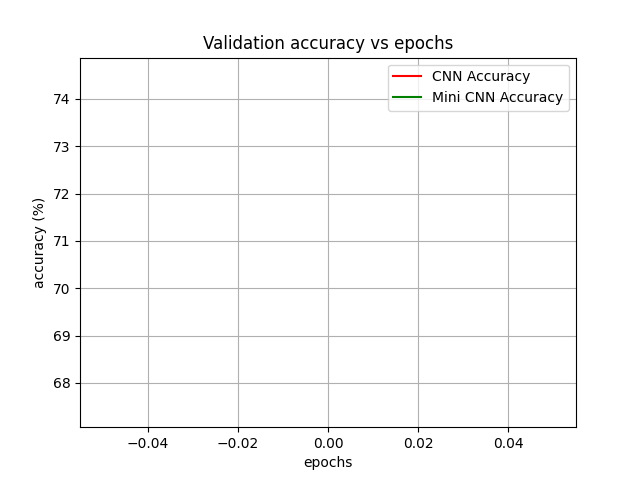 Validation accuracy vs epochs
CNN Accuracy
Mini CNN Accuracy
accuracy (%)
74
73
72
71
70
69
68
−0.04 −0.02 0.00 0.02 0.04
epochs